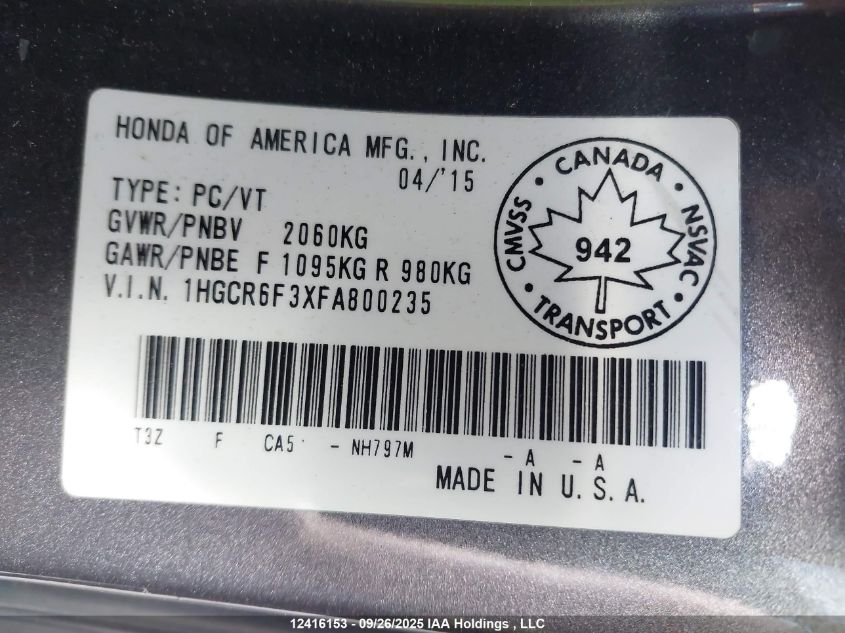 HONDA OF AMERICA MFG., INC.
04/'15
TYPE: PC/VT
GVWR/PNBV 2060KG
GAWR/PNBE F 1095KG R 980KG
V.I.N. 1HGCR6F3XFA800235
CANADA
CMVSS
NSVAC
942
TRANSPORT
T3Z F CA5 - NH797M - A - A
MADE IN U.S.A.
12416153 - 09/26/2025 IAA Holdings , LLC